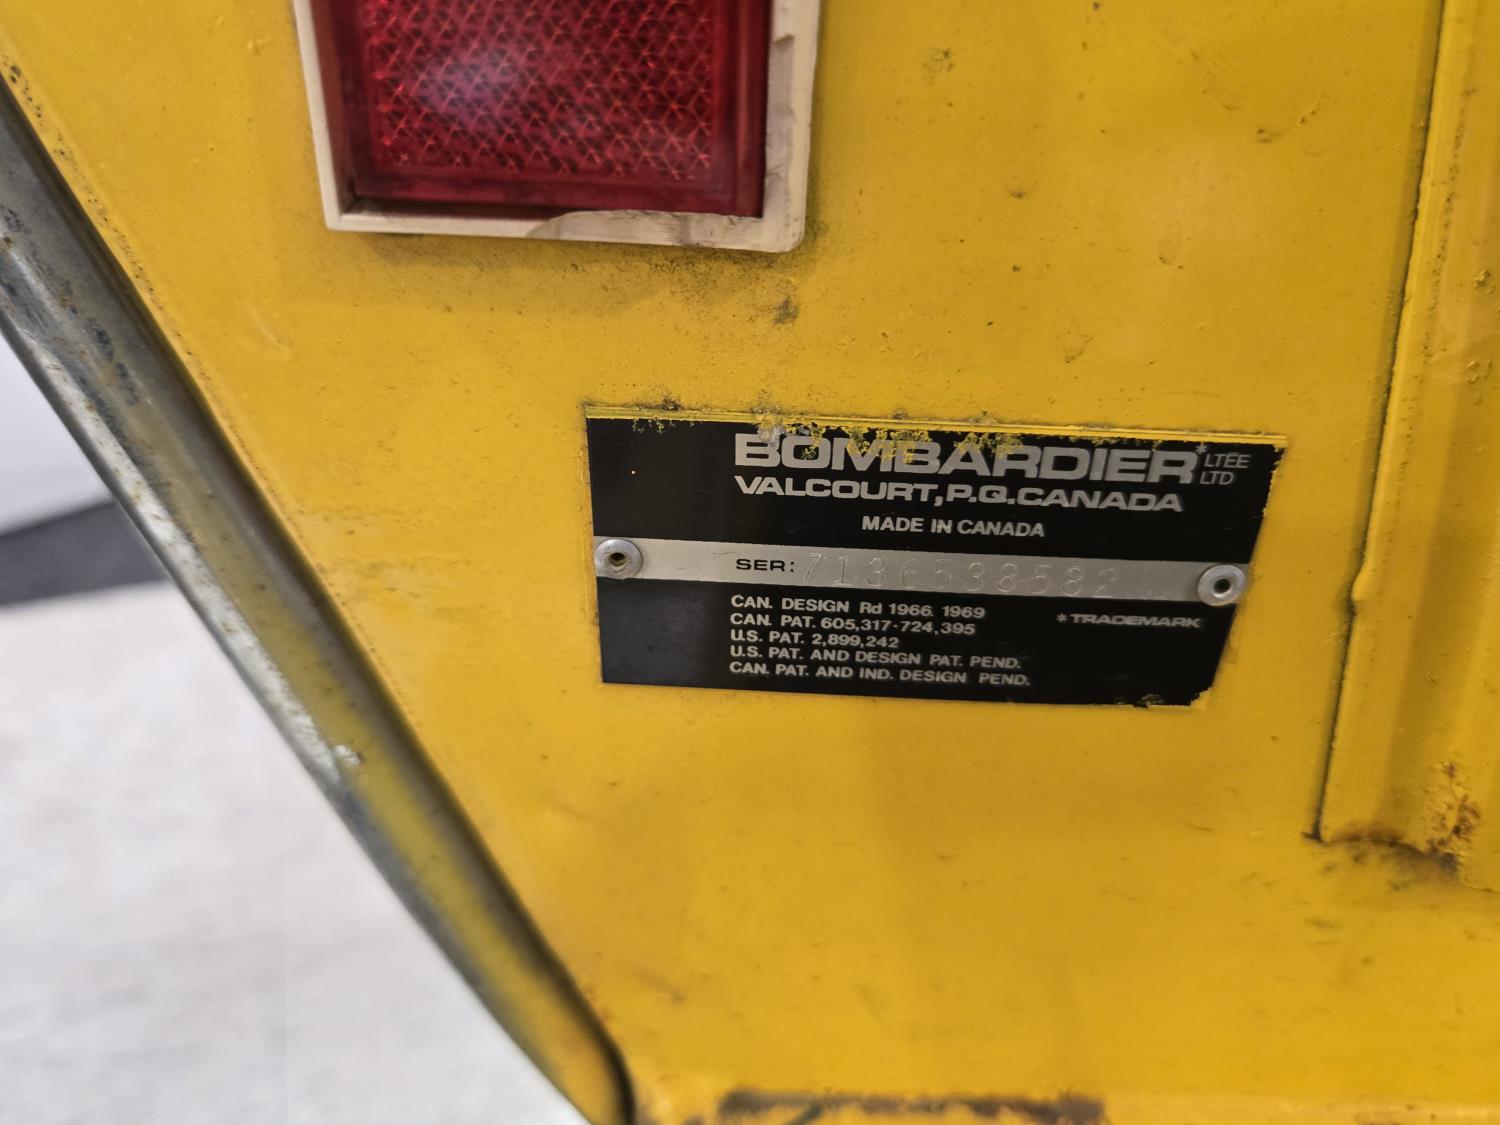 BOMBARDIER* LTÉE
LTD
VALCOURT, P.Q. CANADA
MADE IN CANADA
SER: 7136538582
CAN. DESIGN Rd 1966 1969
CAN. PAT. 605,317-724,395
*TRADEMARK
U.S. PAT. 2,899,242
U.S. PAT. AND DESIGN PAT. PEND.
CAN. PAT. AND IND. DESIGN PEND.